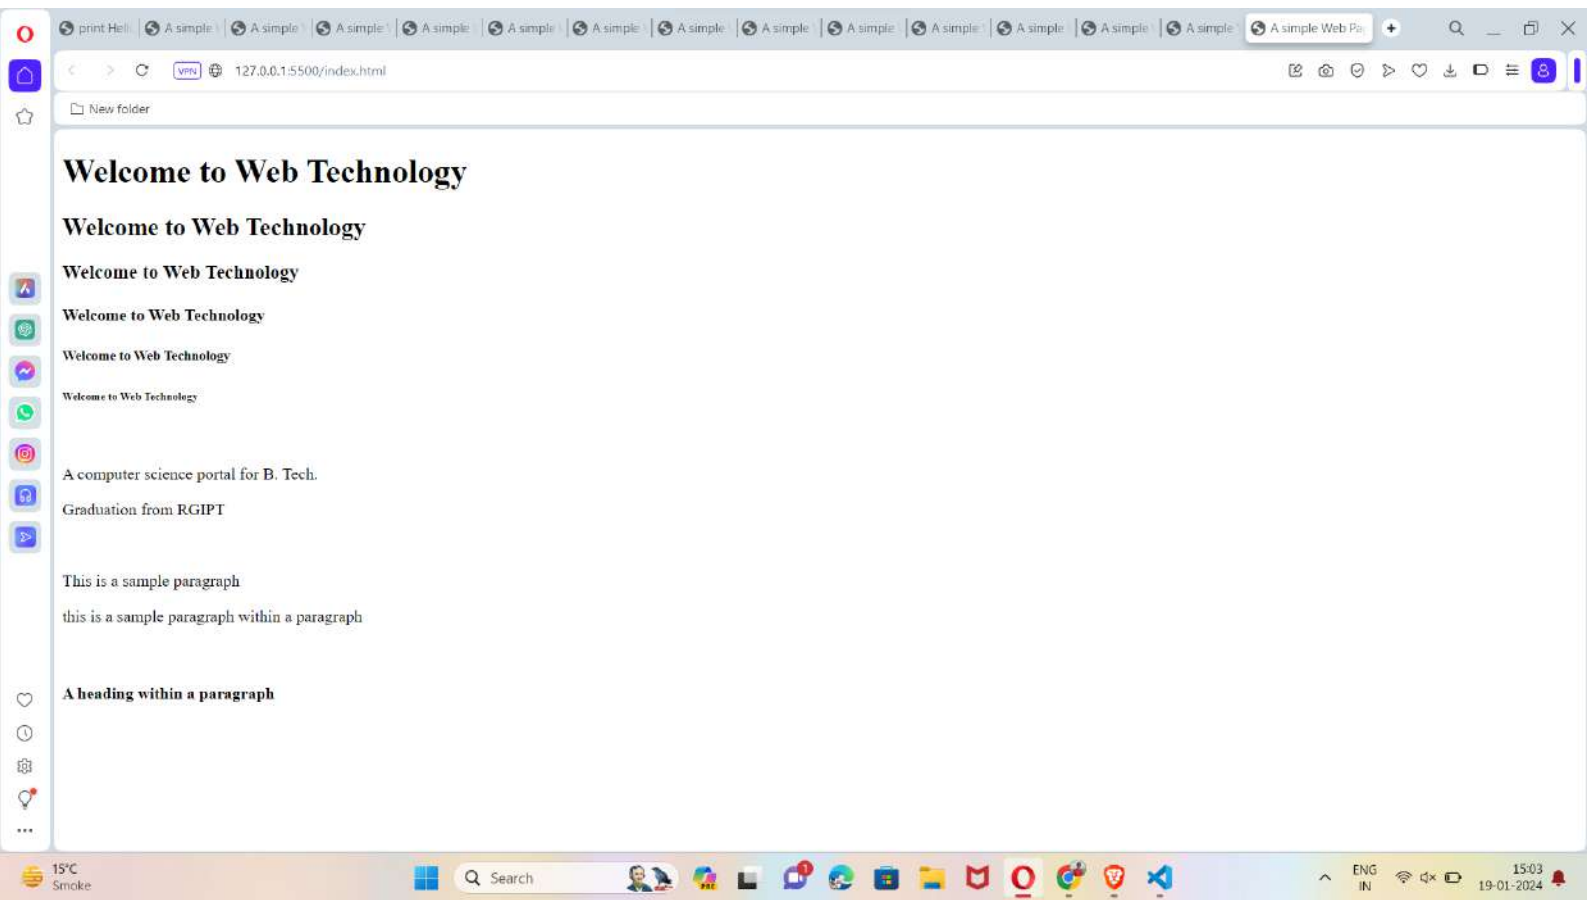 print Hell
A simple
A simple
A simple
A simple
A simple
A simple
A simple
A simple
A simple
A simple
A simple
A simple
A simple
A simple Web Pa
VPN 127.0.0.1:5500/index.html
New folder
Welcome to Web Technology
Welcome to Web Technology
Welcome to Web Technology
Welcome to Web Technology
Welcome to Web Technology
Welcome to Web Technology
A computer science portal for B. Tech.
Graduation from RGIPT
This is a sample paragraph
this is a sample paragraph within a paragraph
A heading within a paragraph
15°C
Smoke
Search
PRE
1
ENG
IN
15:03
19-01-2024